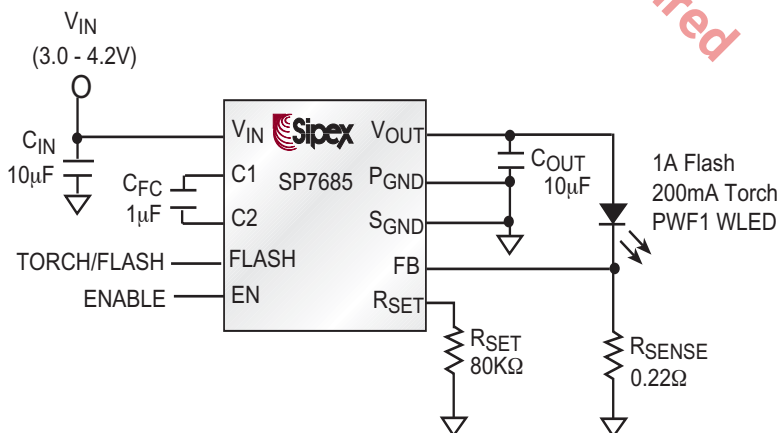 VIN
(3.0 - 4.2V)
CIN
10µF
CFC
1µF
TORCH/FLASH
ENABLE
VIN
Sipex
VOUT
C1
SP7685
PGND
C2
SGND
FLASH
FB
EN
RSET
COUT
10µF
1A Flash
200mA Torch
PWF1 WLED
RSET
80KΩ
RSENSE
0.22Ω